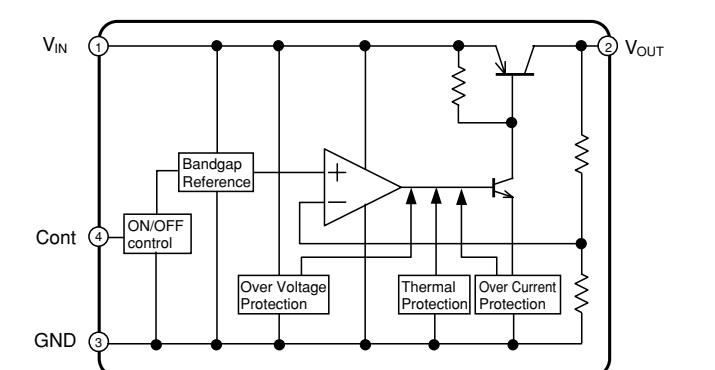 VIN
1
2
VOUT
Bandgap
Reference
+
−
Cont
4
ON/OFF
control
Over Voltage
Protection
Thermal
Protection
Over Current
Protection
GND
3